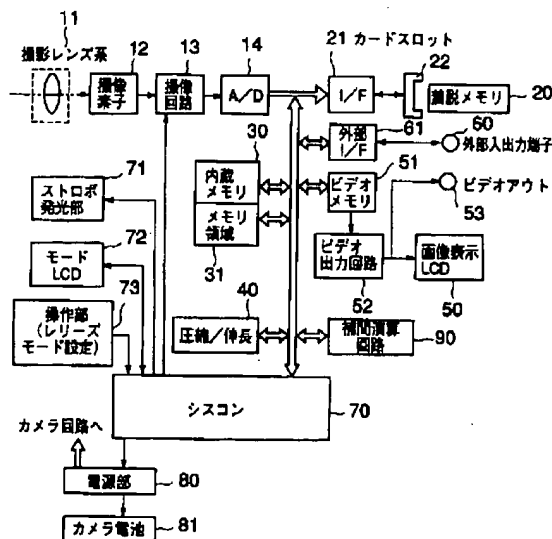 11
撮影レンズ系
12
撮像
素子
13
撮像
回路
14
A/D
21 カードスロット
I/F
22
着脱メモリ
20
外部
I/F
61
60
外部入出力端子
30
内蔵
メモリ
メモリ
領域
31
51
ビデオ
メモリ
ビデオアウト
53
ビデオ
出力回路
52
画像表示
LCD
50
71
ストロボ
発光部
72
モード
LCD
73
操作部
(レリーズ
モード設定)
40
圧縮/伸長
補間演算
回路
90
シスコン
70
カメラ回路へ
電源部
80
カメラ電池
81